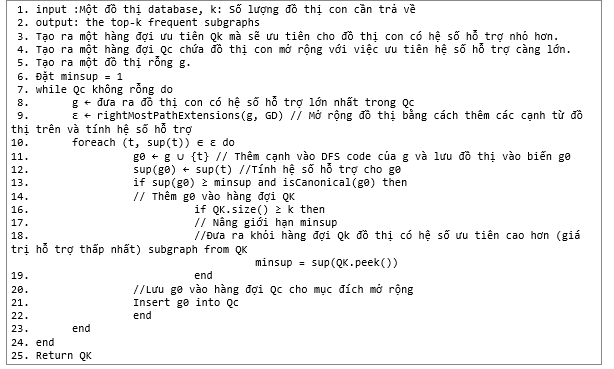 1. input :Một đồ thị database, k: Số lượng đồ thị con cần trả về
2. output: the top-k frequent subgraphs
3. Tạo ra một hàng đợi ưu tiên Qk mà sẽ ưu tiên cho đồ thị con có hệ số hỗ trợ nhỏ hơn.
4. Tạo ra một hàng đợi Qc chứa đồ thị con mở rộng với việc ưu tiên hệ số hỗ trợ càng lớn.
5. Tạo ra một đồ thị rỗng g.
6. Đặt minsup = 1
7. while Qc không rỗng do
8. g ← đưa ra đồ thị con có hệ số hỗ trợ lớn nhất trong Qc
9. ε ← rightMostPathExtensions(g, GD) // Mở rộng đồ thị bằng cách thêm các cạnh từ đồ
thị trên và tính hệ số hỗ trợ
10. foreach (t, sup(t)) ∈ ε do
11. g0 ← g ∪ {t} // Thêm cạnh vào DFS code của g và lưu đồ thị vào biến g0
12. sup(g0) ← sup(t) //Tính hệ số hỗ trợ cho g0
13. if sup(g0) ≥ minsup and isCanonical(g0) then
14. // Thêm g0 vào hàng đợi QK
15. if QK.size() ≥ k then
16.
17. // Nâng giới hạn minsup
18. //Đưa ra khỏi hàng đợi Qk đồ thị có hệ số ưu tiên cao hơn (giá
trị hỗ trợ thấp nhất) subgraph from QK
minsup = sup(QK.peek())
19. end
20. //Lưu g0 vào hàng đợi Qc cho mục đích mở rộng
21. Insert g0 into Qc
22. end
23. end
24. end
25. Return QK